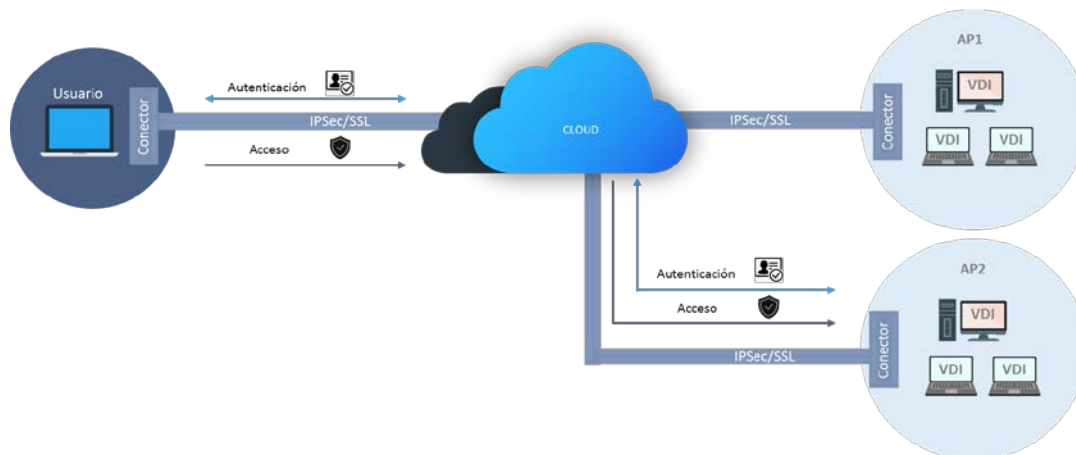 Usuario
Conector
Autenticación
IPSec/SSL
Acceso
CLOUD
IPSec/SSL
AP1
Conector
VDI
VDI
VDI
Autenticación
Acceso
IPSec/SSL
AP2
Conector
VDI
VDI
VDI